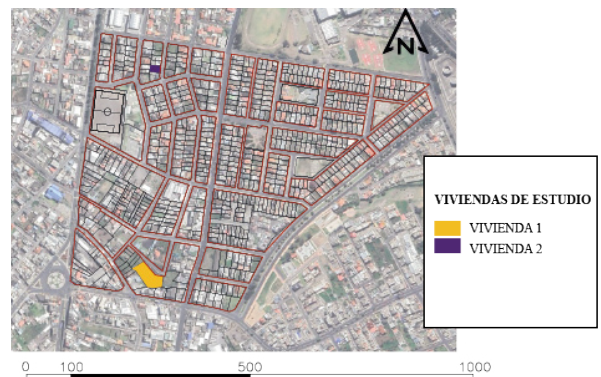 N
VIVIENDAS DE ESTUDIO
VIVIENDA 1
VIVIENDA 2
0 100 500 1000